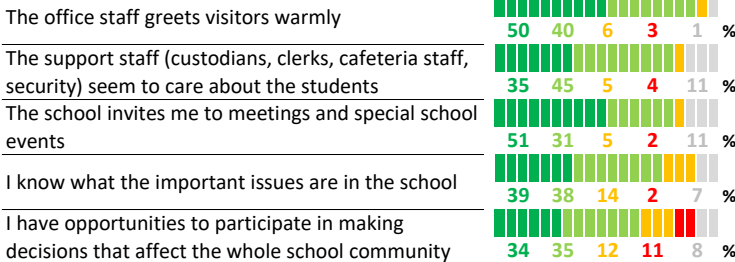 The office staff greets visitors warmly
50 40 6 3 1 %
The support staff (custodians, clerks, cafeteria staff,
security) seem to care about the students
35 45 5 4 11 %
The school invites me to meetings and special school
events
51 31 5 2 11 %
I know what the important issues are in the school
39 38 14 2 7 %
I have opportunities to participate in making
decisions that affect the whole school community
34 35 12 11 8 %